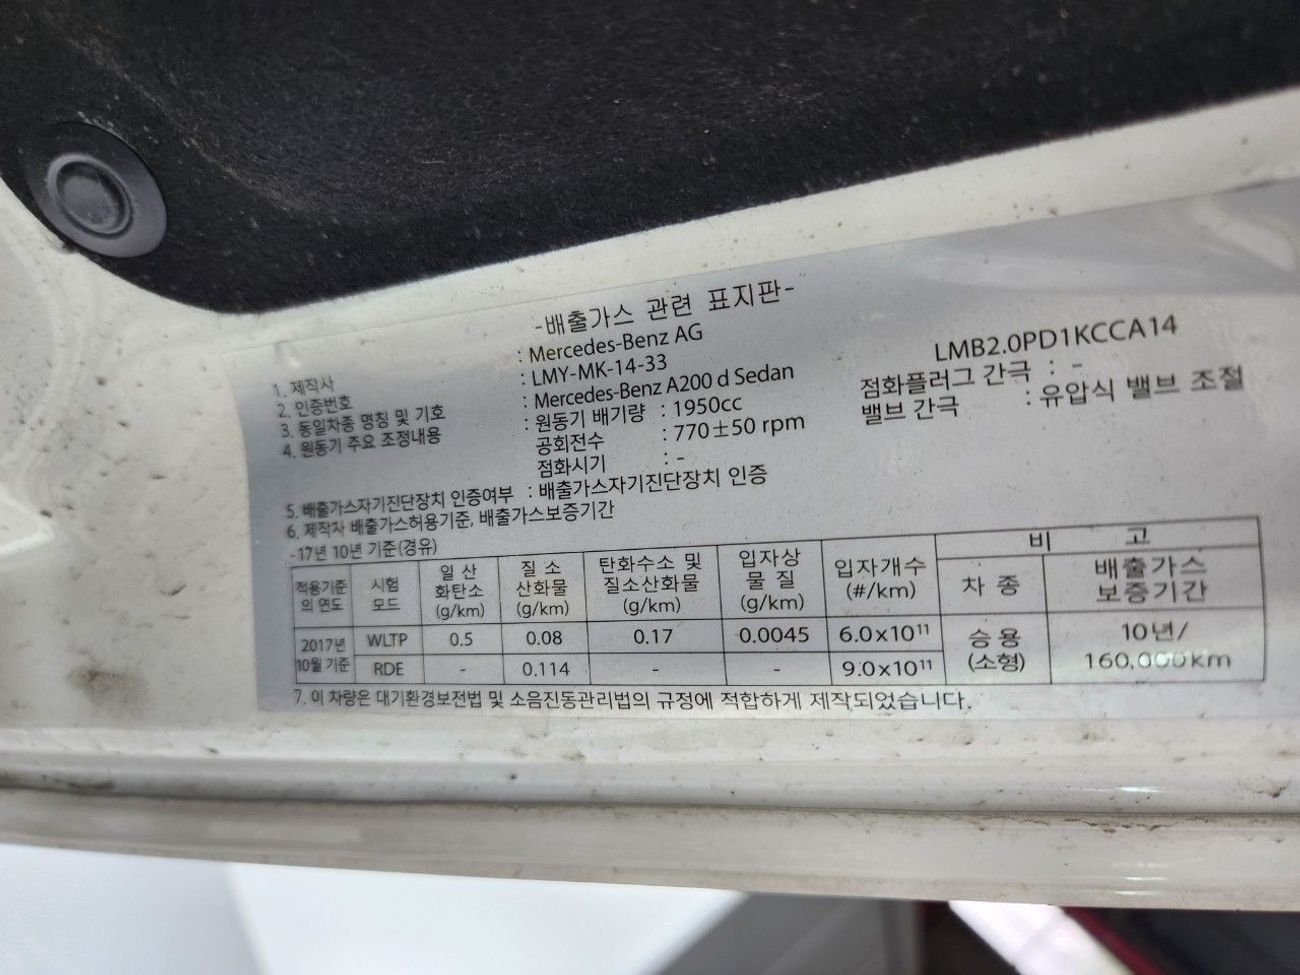 -배출가스 관련 표지판-
1. 제작사 : Mercedes-Benz AG
2. 인증번호 : LMY-MK-14-33 LMB2.0PD1KCCA14
3. 동일차종 명칭 및 기호 : Mercedes-Benz A200 d Sedan
4. 원동기 주요 조정내용 : 원동기 배기량 : 1950cc 점화플러그 간극 : -
공회전수 : 770±50 rpm 밸브 간극 : 유압식 밸브 조절
점화시기 : -
5. 배출가스자기진단장치 인증여부 : 배출가스자기진단장치 인증
6. 제작차 배출가스허용기준, 배출가스보증기간
-17년 10년 기준(경유)
적용기준의 연도 시험모드 일 산화탄소 (g/km) 질 소산화물 (g/km) 탄화수소 및 질소산화물 (g/km) 입자상 물 질 (g/km) 입자개수 (#/km) 비 고
차 종 배출가스 보증기간
2017년 10월 기준 WLTP 0.5 0.08 0.17 0.0045 6.0x10¹¹ 승 용 (소형) 10년/ 160,000km
RDE - 0.114 - - 9.0x10¹¹
7. 이 차량은 대기환경보전법 및 소음진동관리법의 규정에 적합하게 제작되었습니다.